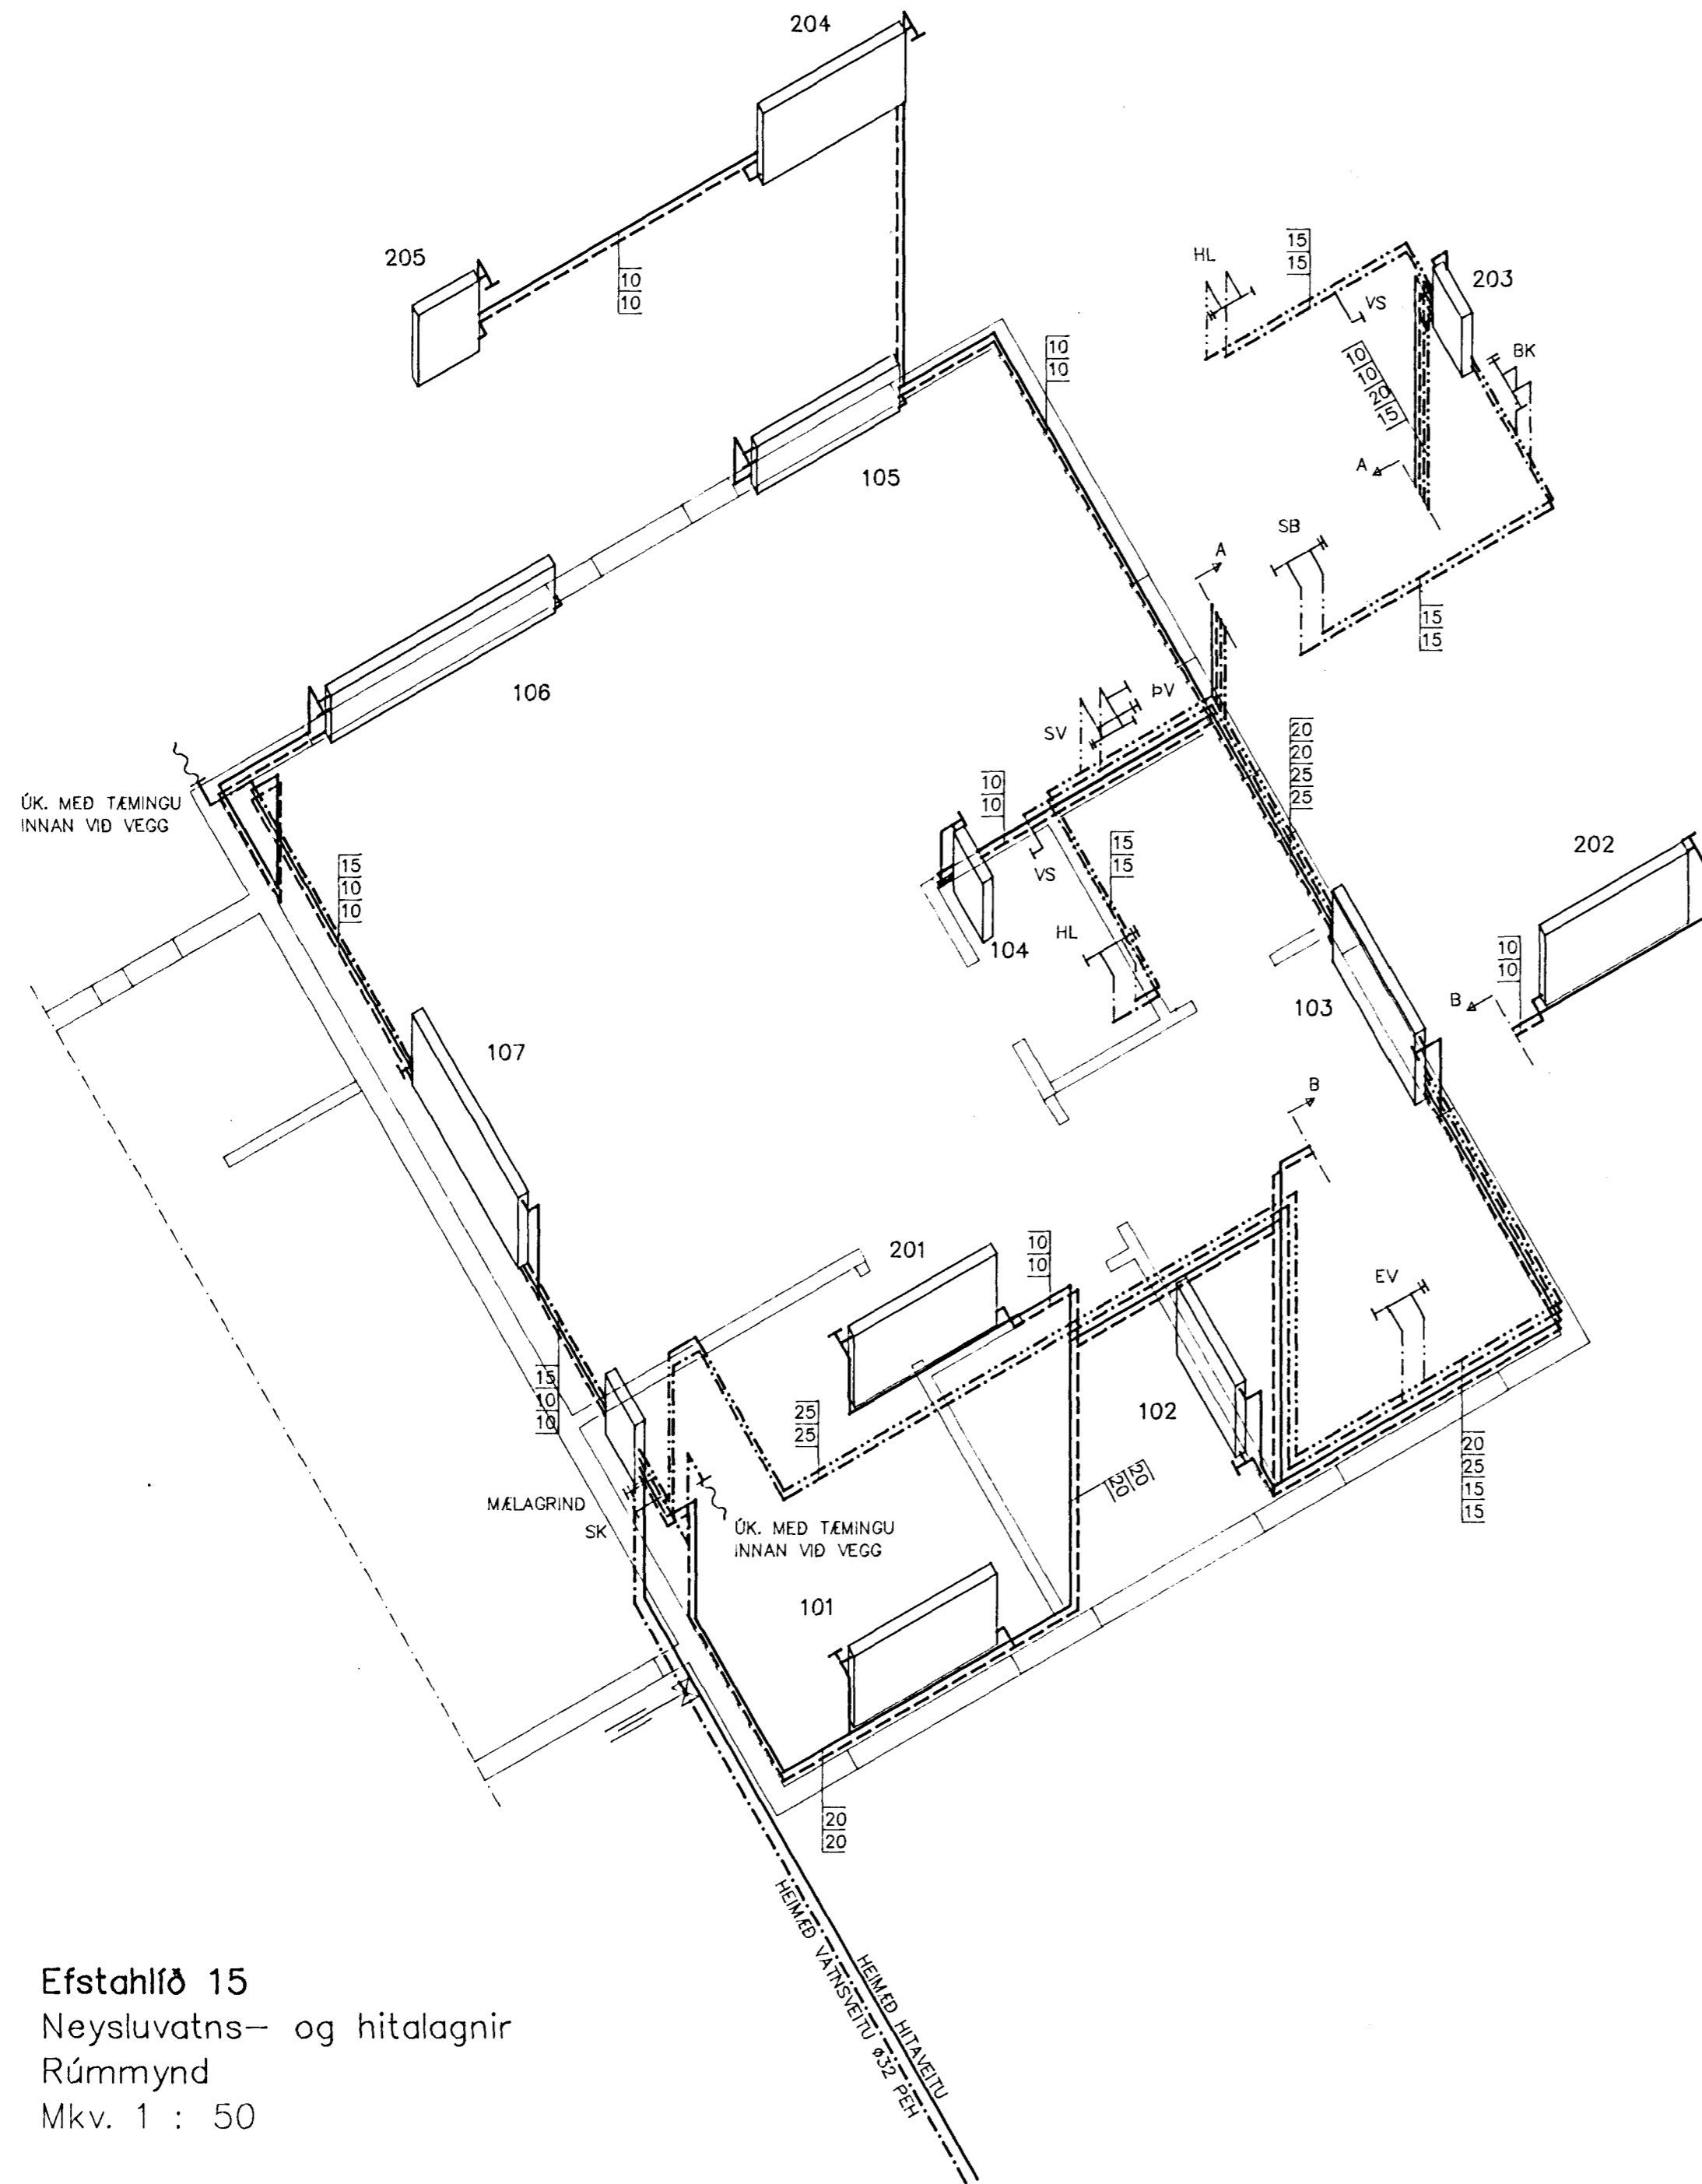 204
205
10
10
HL
15
15
VS
203
BK
10
10
20
15
A
10
10
105
SB
A
15
15
106
ÞV
SV
20
20
25
25
ÚK. MEÐ TÆMINGU
INNAN VIÐ VEGG
10
10
VS
15
15
202
15
10
10
HL
104
10
10
B
103
107
B
201
10
10
EV
15
10
10
25
25
102
20
20
20
25
15
15
MÆLAGRIND
SK
ÚK. MEÐ TÆMINGU
INNAN VIÐ VEGG
101
20
20
HEIMÆÐ VATNSVEITU ø32 PEH
HEIMÆÐ HITAVEITU
Efstahlíð 15
Neysluvatns- og hitalagnir
Rúmmynd
Mkv. 1 : 50